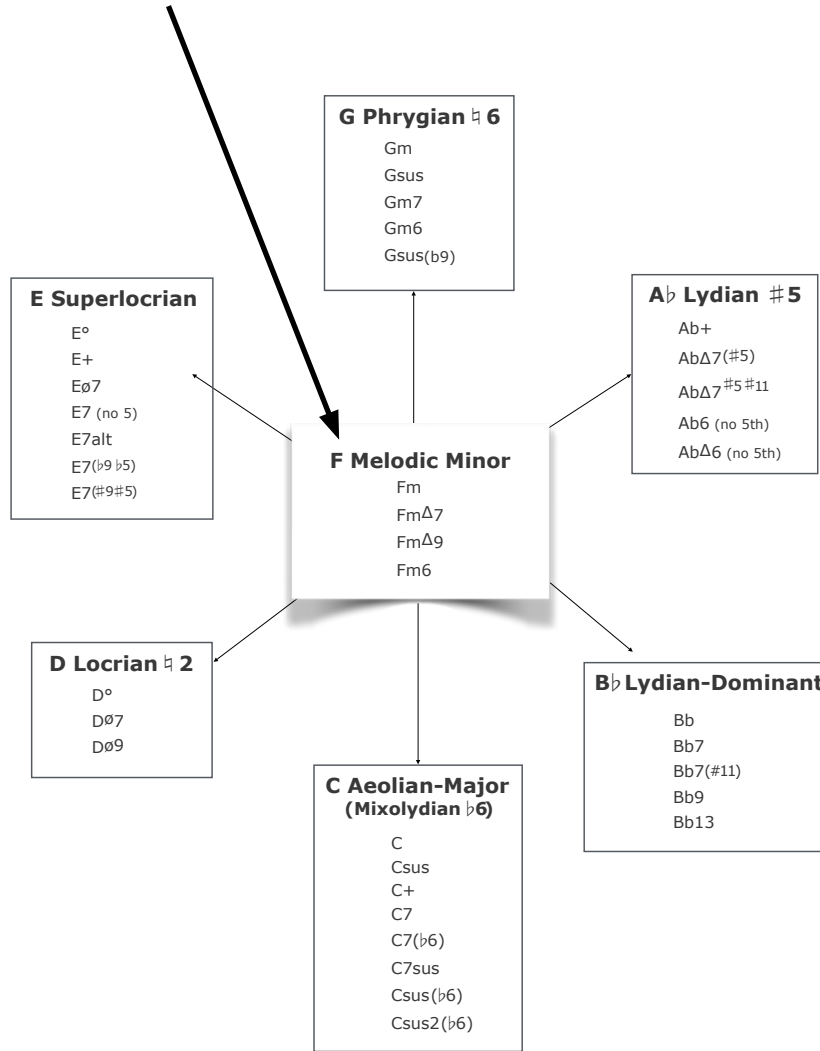 G Phrygian ♮ 6
Gm
Gsus
Gm7
Gm6
Gsus(b9)
E Superlocrian
E°
E+
Eø7
E7 (no 5)
E7alt
E7(♭9 ♭5)
E7(♯9♯5)
A♭ Lydian ♯5
Ab+
AbΔ7(♯5)
AbΔ7♯5 ♯11
Ab6 (no 5th)
AbΔ6 (no 5th)
F Melodic Minor
Fm
FmΔ7
FmΔ9
Fm6
D Locrian ♮ 2
D°
Dø7
Dø9
B♭ Lydian-Dominant
Bb
Bb7
Bb7(#11)
Bb9
Bb13
C Aeolian-Major
(Mixolydian ♭6)
C
Csus
C+
C7
C7(♭6)
C7sus
Csus(♭6)
Csus2(♭6)